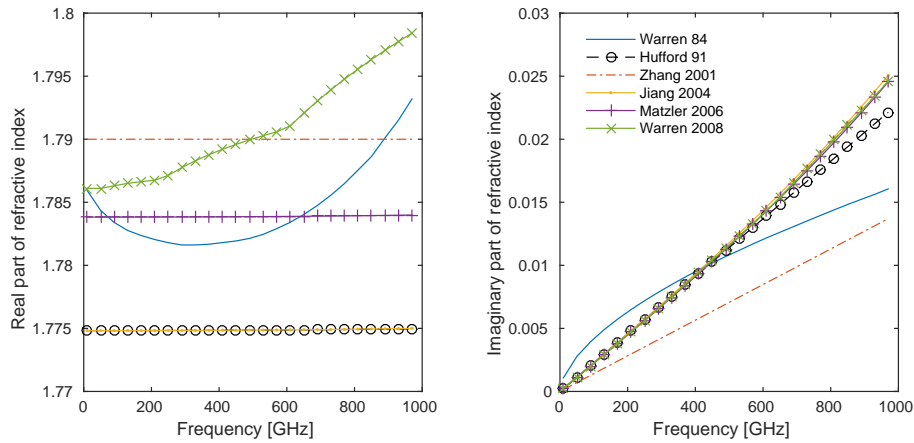 1.8
1.795
1.79
1.785
1.78
1.775
1.77
Real part of refractive index
0 200 400 600 800 1000
Frequency [GHz]
0.03
0.025
0.02
0.015
0.01
0.005
0
Imaginary part of refractive index
Warren 84
Hufford 91
Zhang 2001
Jiang 2004
Matzler 2006
Warren 2008
0 200 400 600 800 1000
Frequency [GHz]